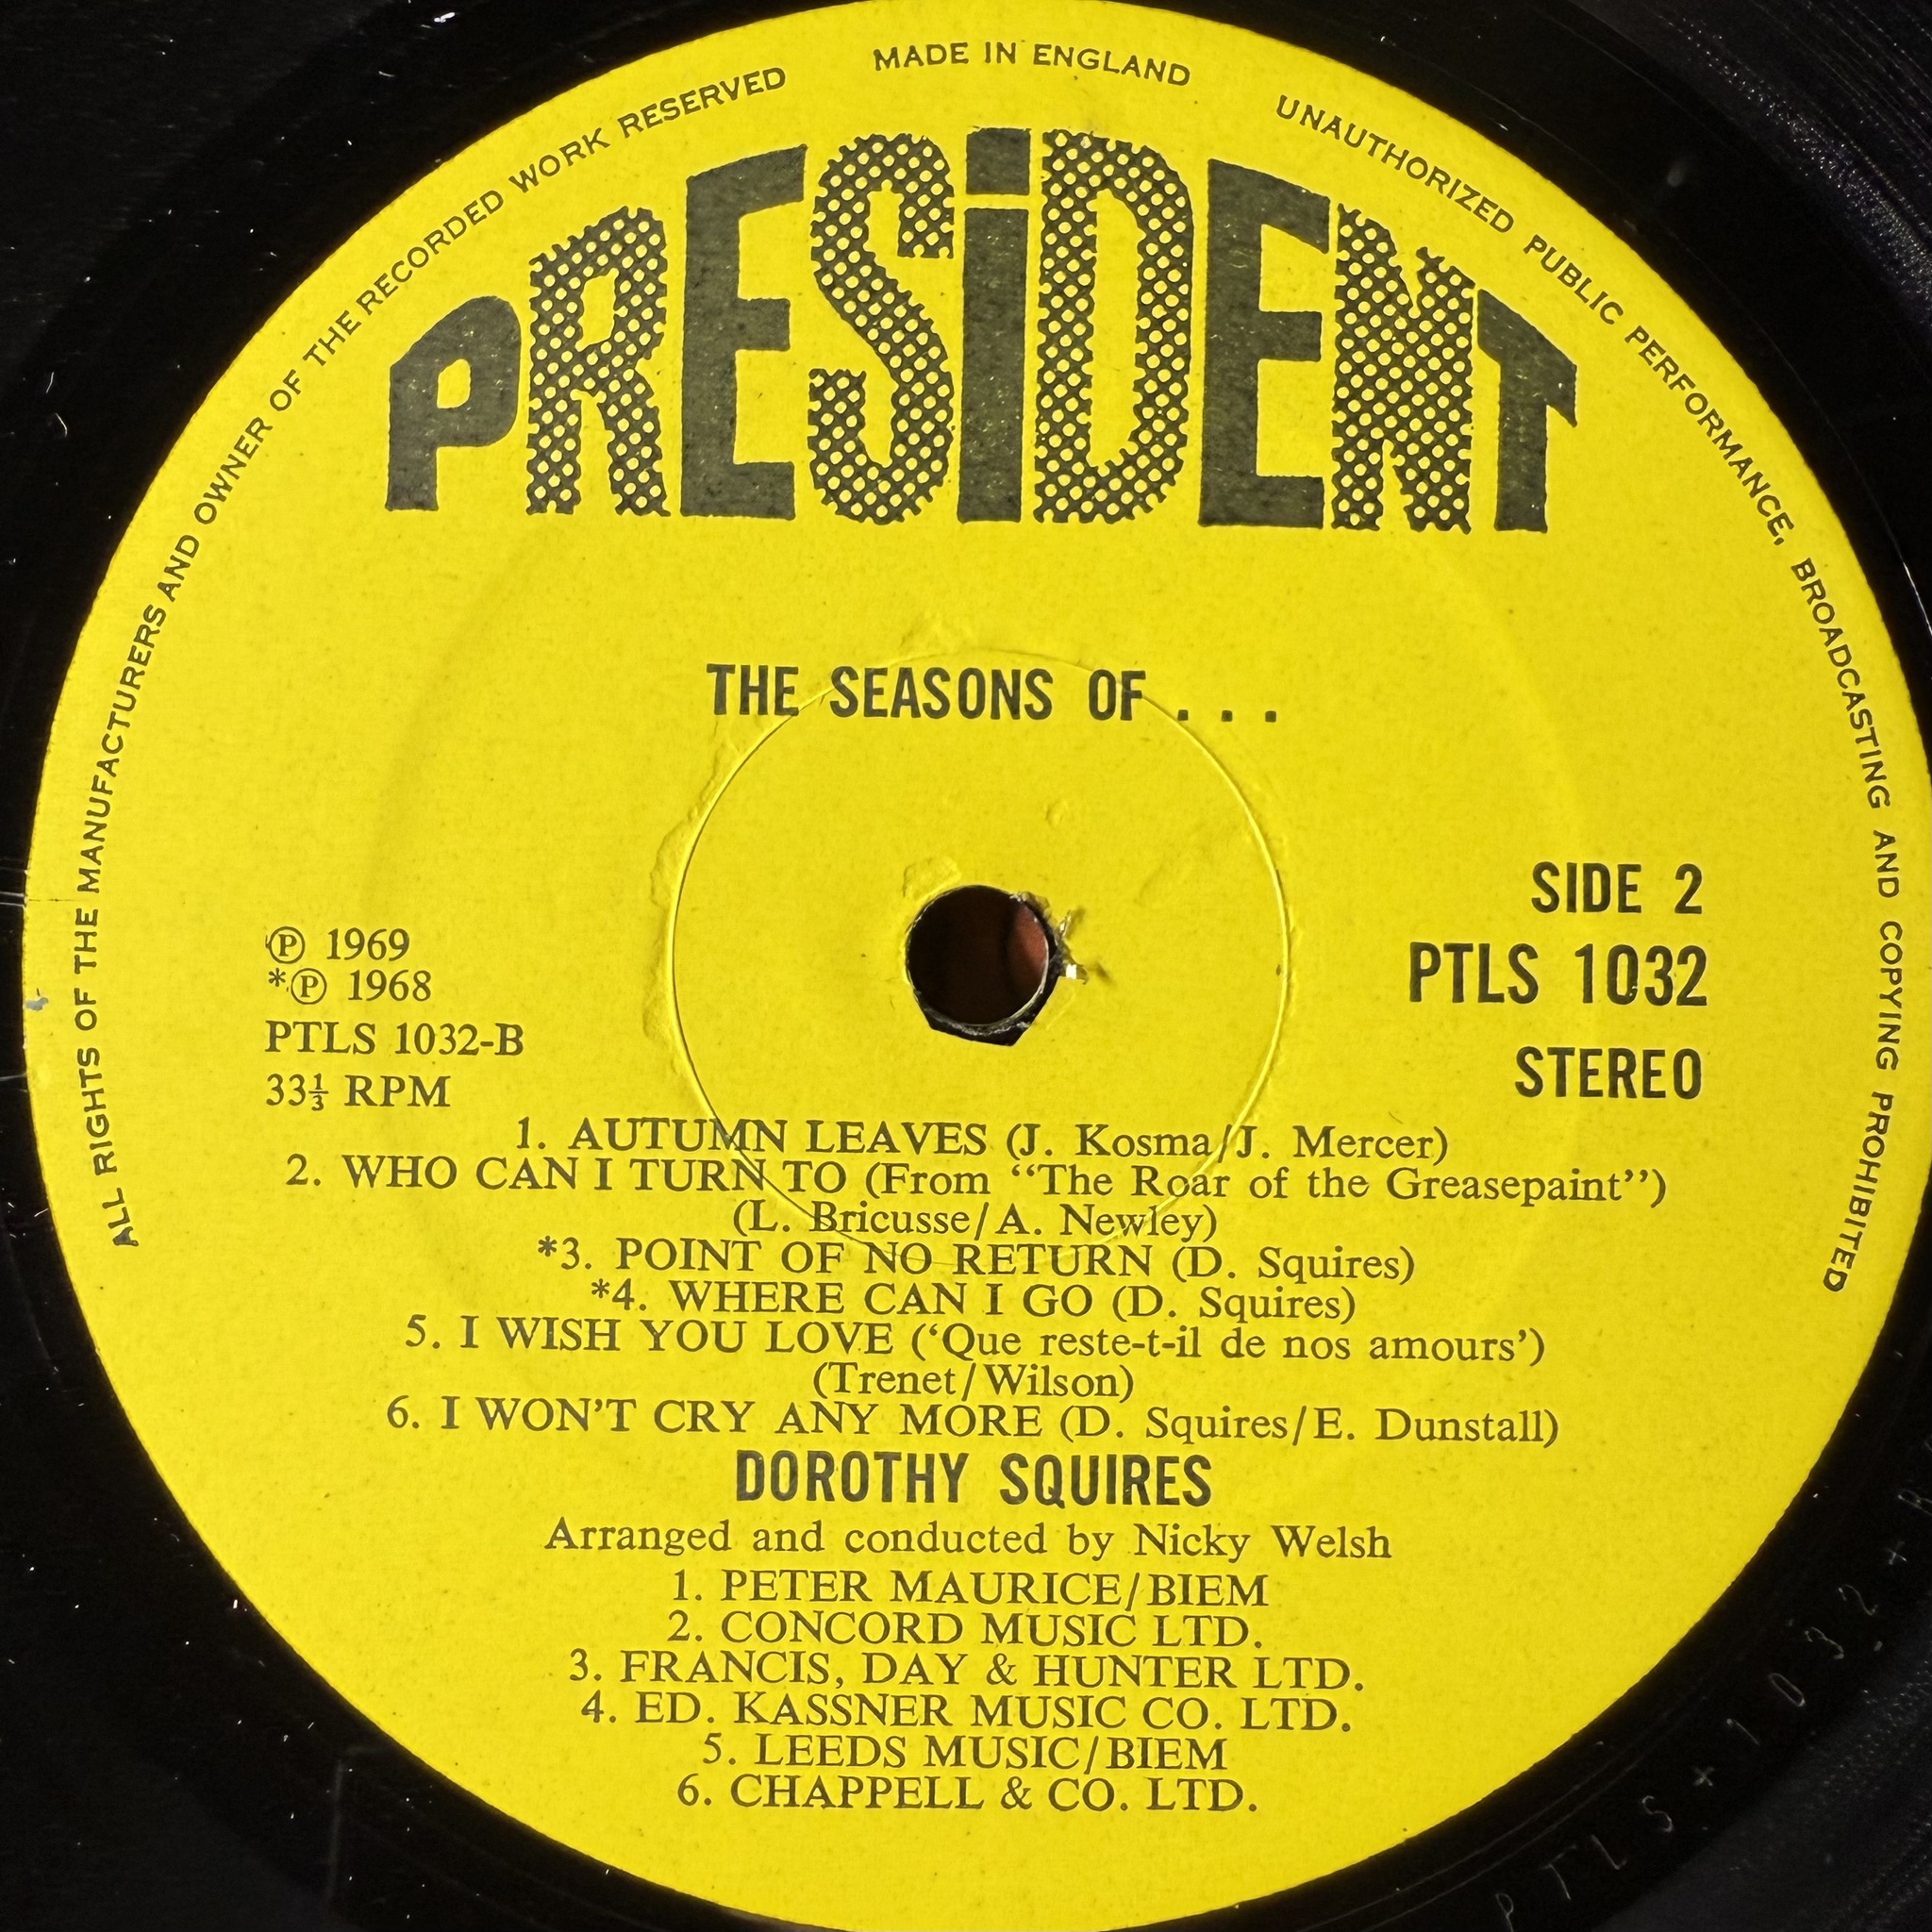 ALL RIGHTS OF THE MANUFACTURERS AND OWNER OF THE RECORDED WORK RESERVED
MADE IN ENGLAND
UNAUTHORIZED PUBLIC PERFORMANCE, BROADCASTING AND COPYING PROHIBITED
PRESiDENT
THE SEASONS OF . . .
SIDE 2
PTLS 1032
STEREO
℗ 1969
*℗ 1968
PTLS 1032-B
33⅓ RPM
1. AUTUMN LEAVES (J. Kosma/J. Mercer)
2. WHO CAN I TURN TO (From “The Roar of the Greasepaint”)
(L. Bricusse/A. Newley)
*3. POINT OF NO RETURN (D. Squires)
*4. WHERE CAN I GO (D. Squires)
5. I WISH YOU LOVE (‘Que reste-t-il de nos amours’)
(Trenet/Wilson)
6. I WON’T CRY ANY MORE (D. Squires/E. Dunstall)
DOROTHY SQUIRES
Arranged and conducted by Nicky Welsh
1. PETER MAURICE/BIEM
2. CONCORD MUSIC LTD.
3. FRANCIS, DAY & HUNTER LTD.
4. ED. KASSNER MUSIC CO. LTD.
5. LEEDS MUSIC/BIEM
6. CHAPPELL & CO. LTD.